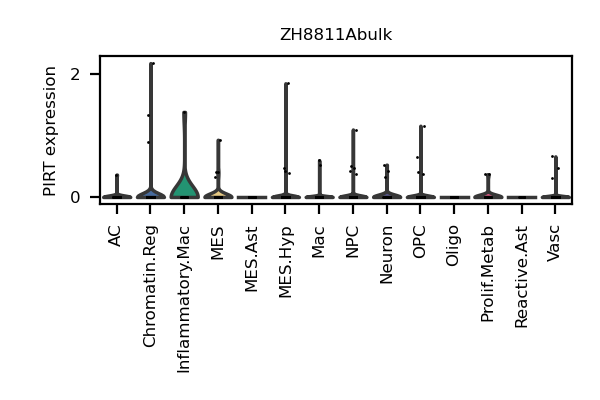 ZH8811Abulk
PIRT expression
2
0
AC
Chromatin.Reg
Inflammatory.Mac
MES
MES.Ast
MES.Hyp
Mac
NPC
Neuron
OPC
Oligo
Prolif.Metab
Reactive.Ast
Vasc